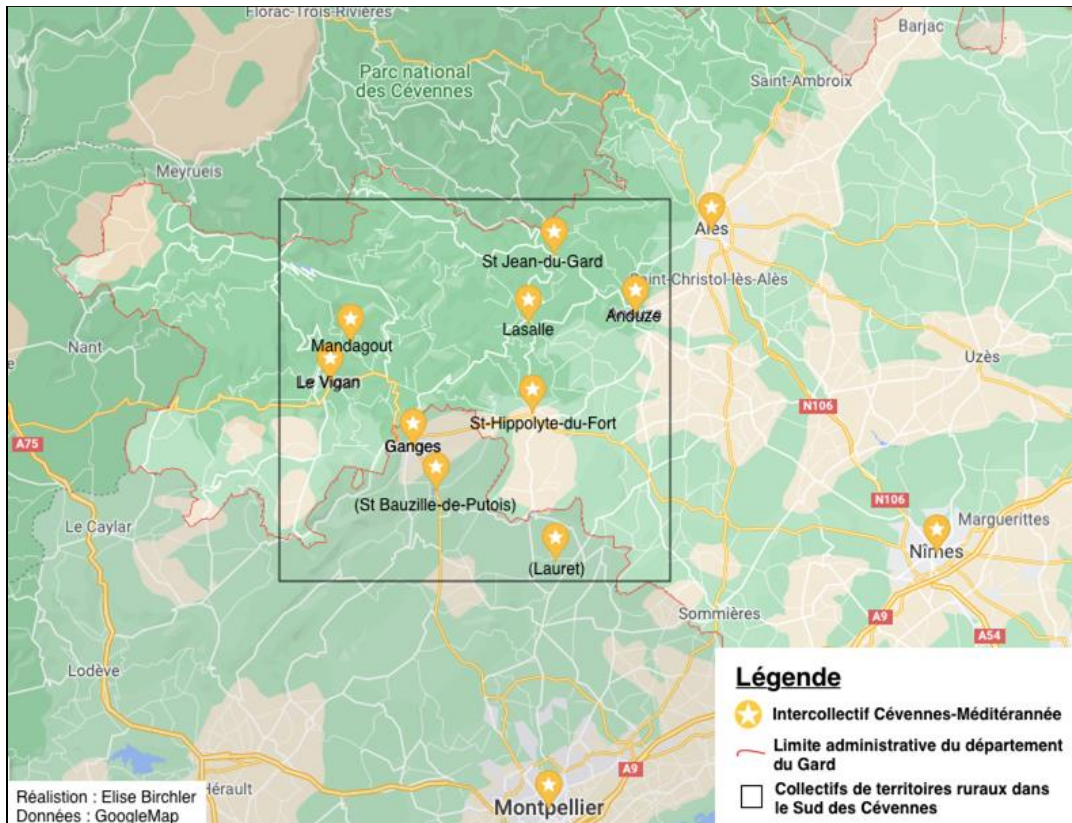 Florac-Trois-Rivières
Barjac
Parc national
des Cévennes
Saint-Ambroix
Meyrueis
Alès
St Jean-du-Gard
Saint-Christol-lès-Alès
Anduze
Lasalle
Mandagout
Nant
Uzès
Le Vigan
N106
St-Hippolyte-du-Fort
A75
Ganges
(St Bauzille-de-Putois)
N106
Le Caylar
Marguerittes
Nîmes
(Lauret)
Sommières
A9
A54
Lodève
Légende
Intercollectif Cévennes-Méditérannée
Limite administrative du département
du Gard
Collectifs de territoires ruraux dans
le Sud des Cévennes
A9
Hérault
Montpellier
Réalistion : Elise Birchler
Données : GoogleMap